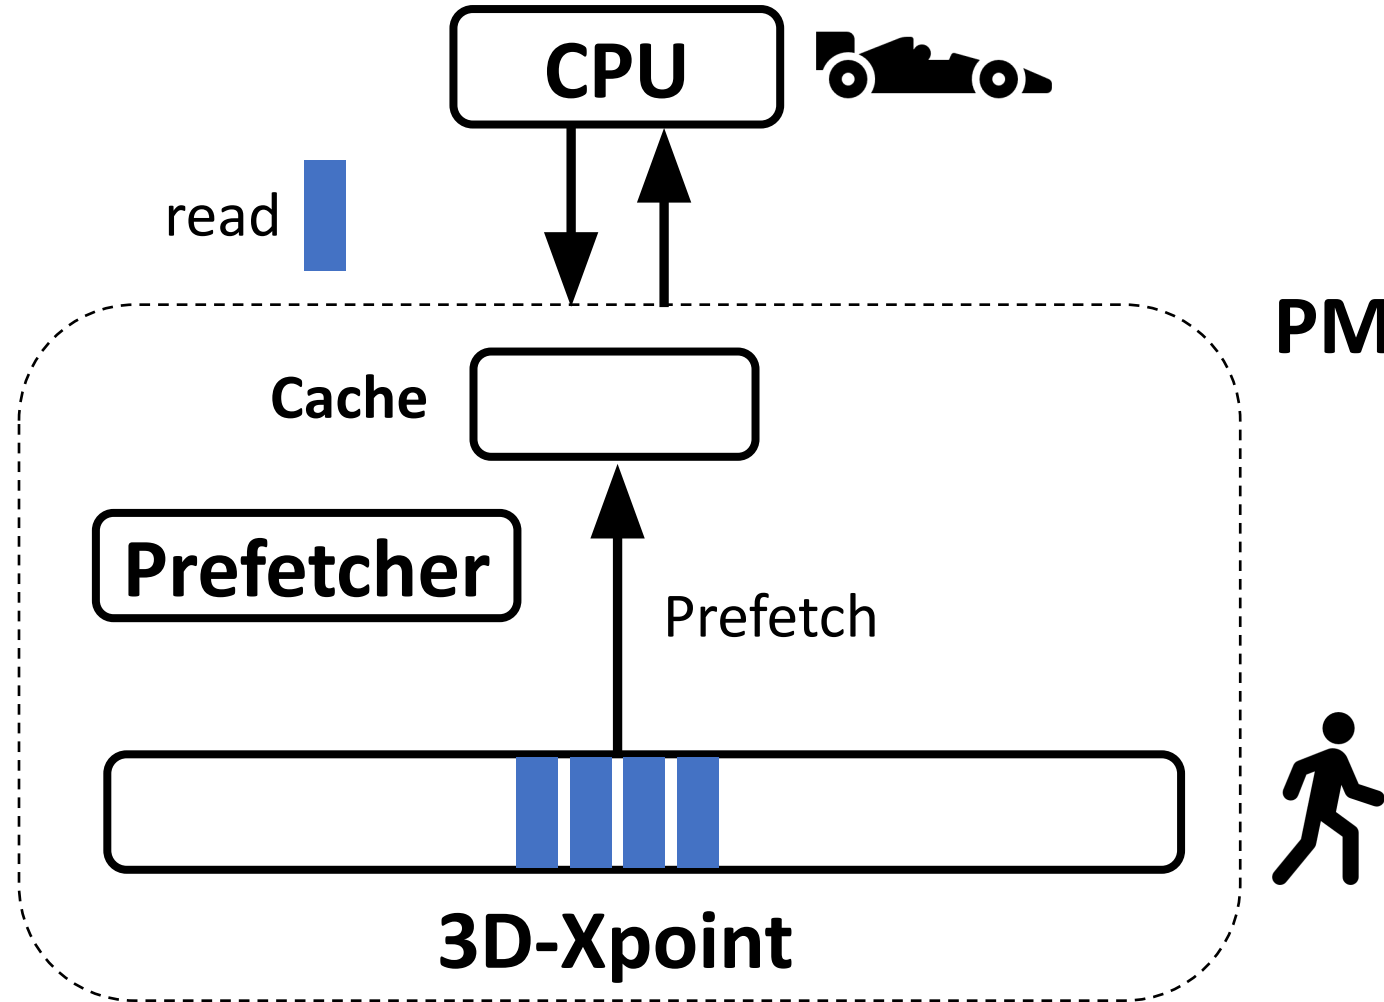 CPU
read
PM
Cache
Prefetcher
Prefetch
3D-Xpoint